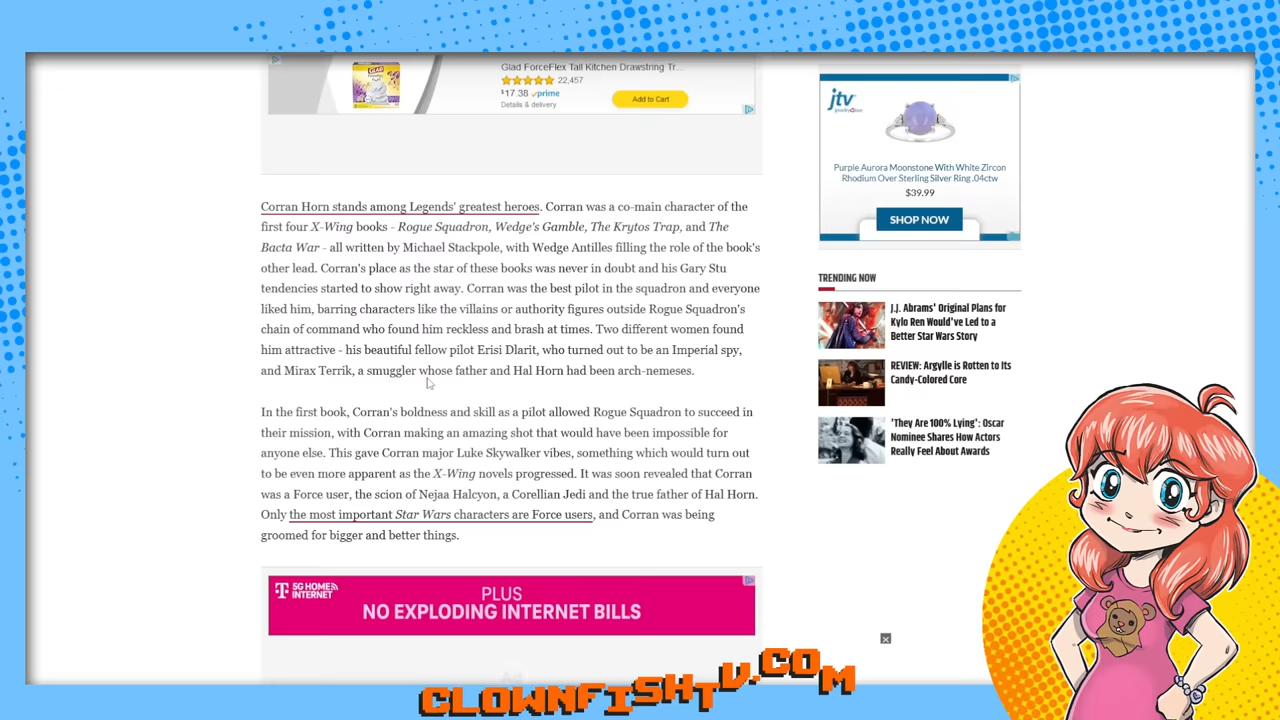 Glad ForceFlex Tall Kitchen Drawstring Tr...
22,457
$17.38 prime
Add to Cart
Details & delivery
Corran Horn stands among Legends' greatest heroes. Corran was a co-main character of the
first four X-Wing books - Rogue Squadron, Wedge's Gamble, The Krytos Trap, and The
Bacta War - all written by Michael Stackpole, with Wedge Antilles filling the role of the book's
other lead. Corran's place as the star of these books was never in doubt and his Gary Stu
tendencies started to show right away. Corran was the best pilot in the squadron and everyone
liked him, barring characters like the villains or authority figures outside Rogue Squadron's
chain of command who found him reckless and brash at times. Two different women found
him attractive - his beautiful fellow pilot Erisi Dlarit, who turned out to be an Imperial spy,
and Mirax Terrik, a smuggler whose father and Hal Horn had been arch-nemeses.
In the first book, Corran's boldness and skill as a pilot allowed Rogue Squadron to succeed in
their mission, with Corran making an amazing shot that would have been impossible for
anyone else. This gave Corran major Luke Skywalker vibes, something which would turn out
to be even more apparent as the X-Wing novels progressed. It was soon revealed that Corran
was a Force user, the scion of Nejaa Halcyon, a Corellian Jedi and the true father of Hal Horn.
Only the most important Star Wars characters are Force users, and Corran was being
groomed for bigger and better things.
T 5G HOME
INTERNET
PLUS
NO EXPLODING INTERNET BILLS
jtv
Purple Aurora Moonstone With White Zircon
Rhodium Over Sterling Silver Ring .04ctw
$39.99
SHOP NOW
TRENDING NOW
J.J. Abrams' Original Plans for
Kylo Ren Would've Led to a
Better Star Wars Story
REVIEW: Argylle is Rotten to Its
Candy-Colored Core
'They Are 100% Lying': Oscar
Nominee Shares How Actors
Really Feel About Awards
CLOWNFISHTV.COM